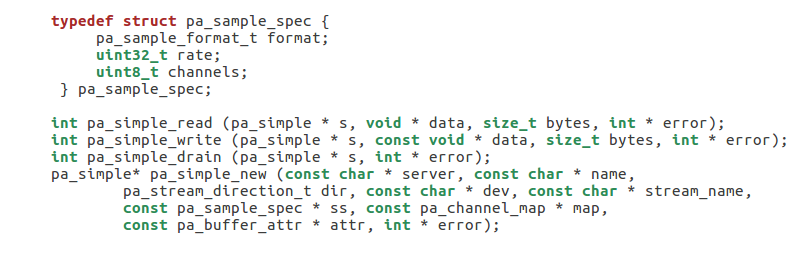 typedef struct pa_sample_spec {
pa_sample_format_t format;
uint32_t rate;
uint8_t channels;
} pa_sample_spec;
int pa_simple_read (pa_simple * s, void * data, size_t bytes, int * error);
int pa_simple_write (pa_simple * s, const void * data, size_t bytes, int * error);
int pa_simple_drain (pa_simple * s, int * error);
pa_simple* pa_simple_new (const char * server, const char * name,
pa_stream_direction_t dir, const char * dev, const char * stream_name,
const pa_sample_spec * ss, const pa_channel_map * map,
const pa_buffer_attr * attr, int * error);